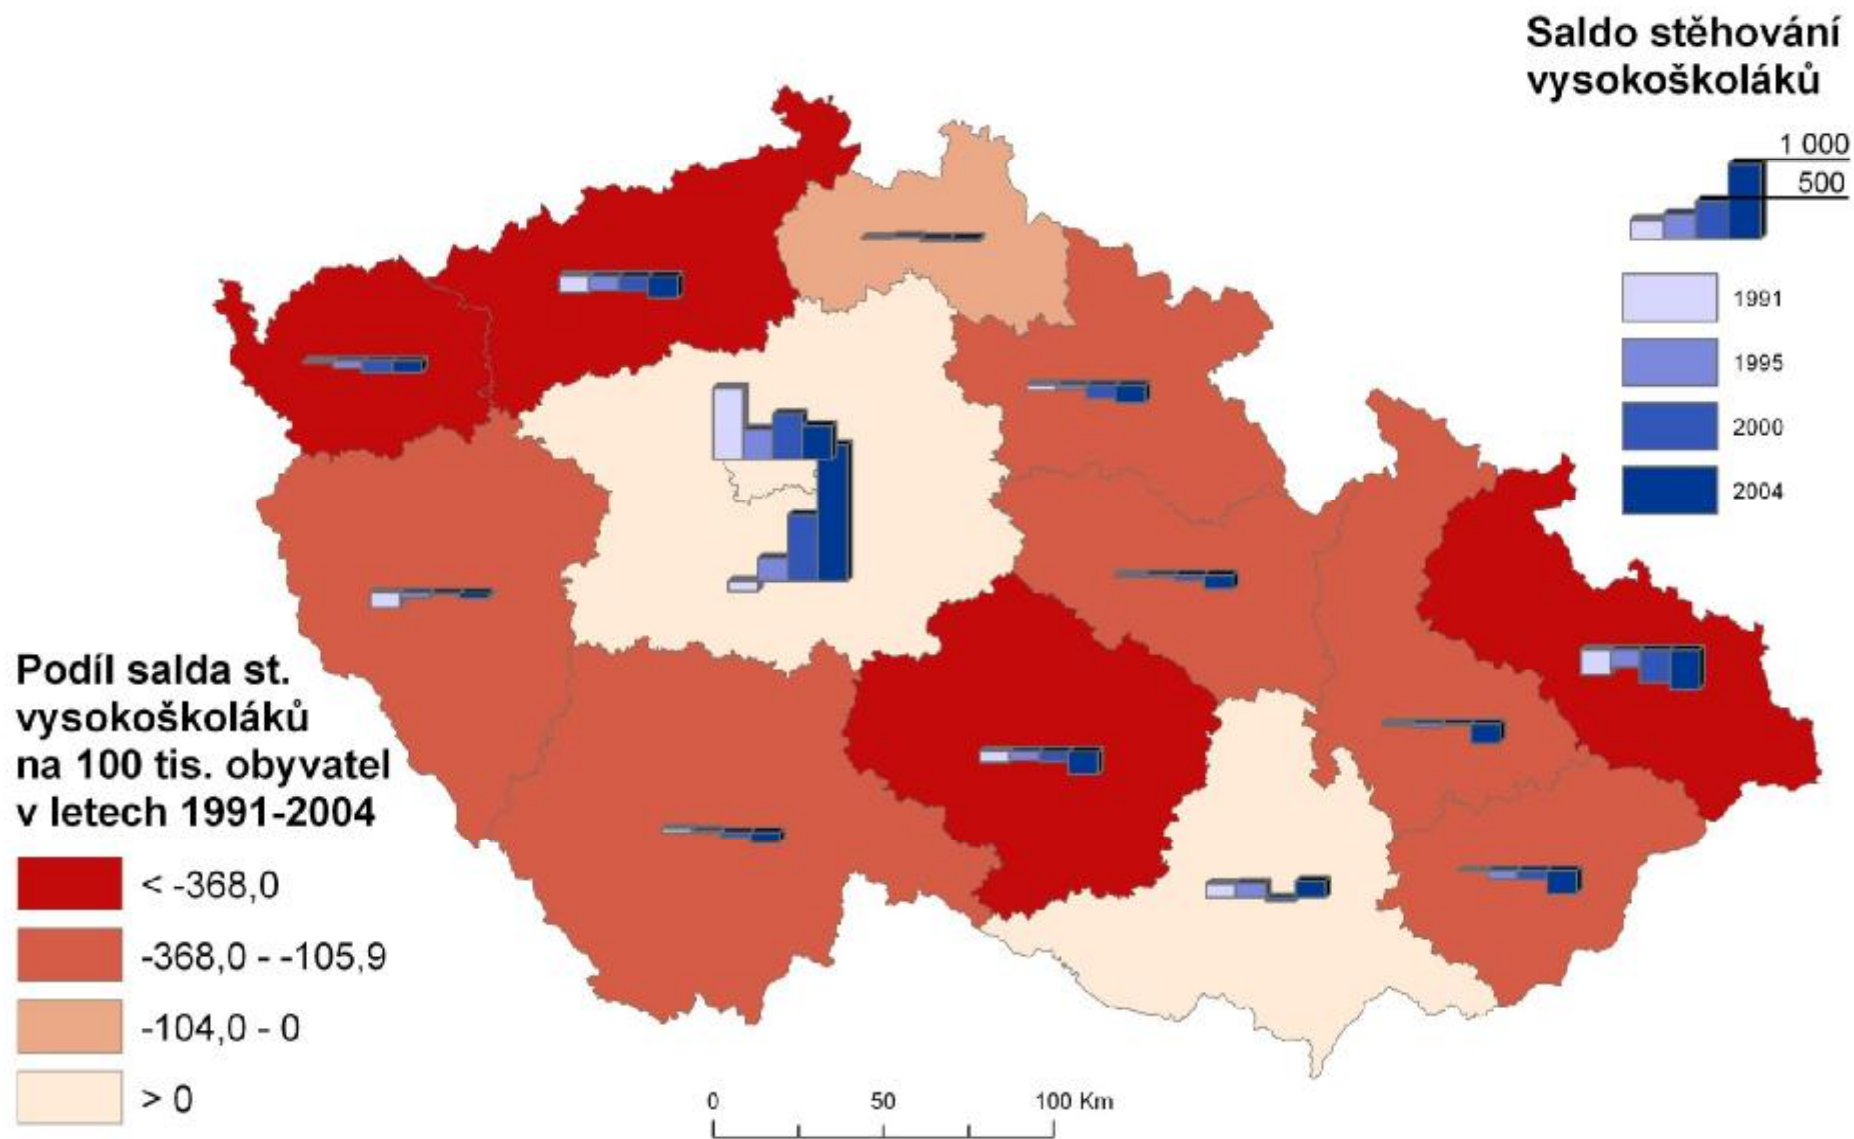 Saldo stěhování
vysokoškoláků
1 000
500
1991
1995
2000
2004
Podíl salda st.
vysokoškoláků
na 100 tis. obyvatel
v letech 1991-2004
< -368,0
-368,0 - -105,9
-104,0 - 0
> 0
0 50 100 Km